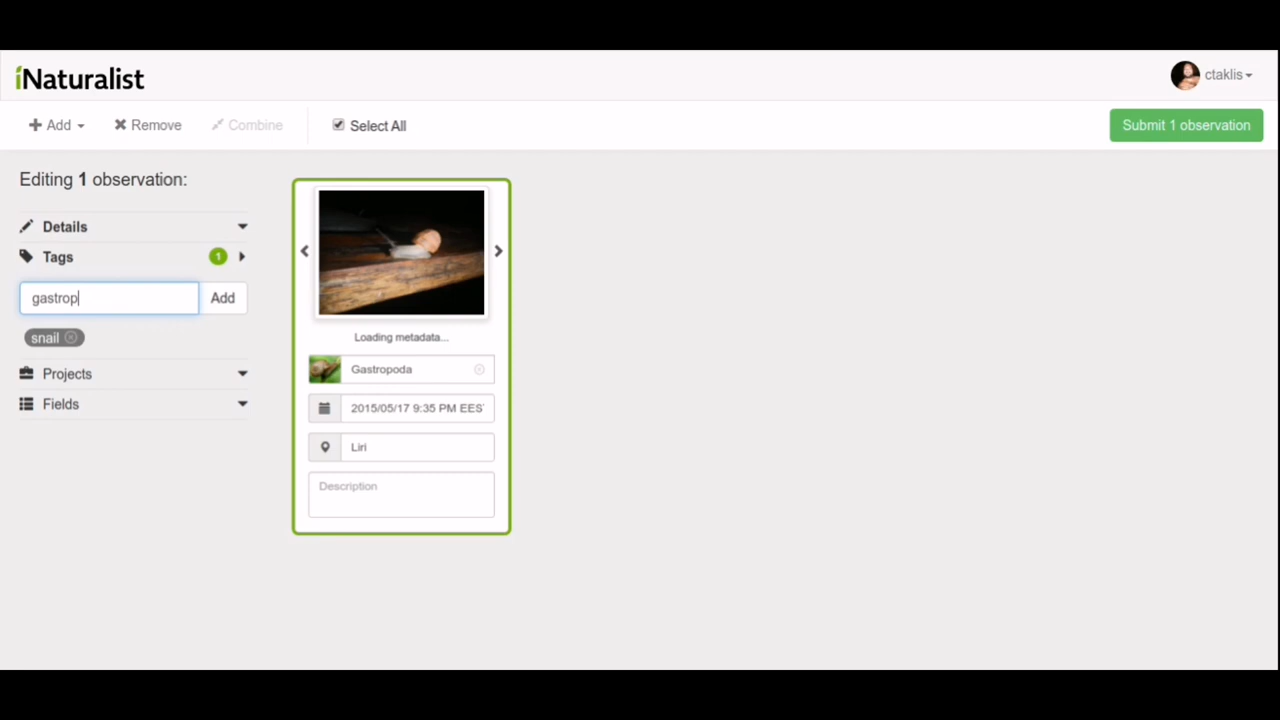 iNaturalist
ctaklis
Add
Remove
Combine
Select All
Submit 1 observation
Editing 1 observation:
Details
Tags
1
gastrop
Add
snail
Projects
Fields
Loading metadata...
Gastropoda
2015/05/17 9:35 PM EES
Liri
Description